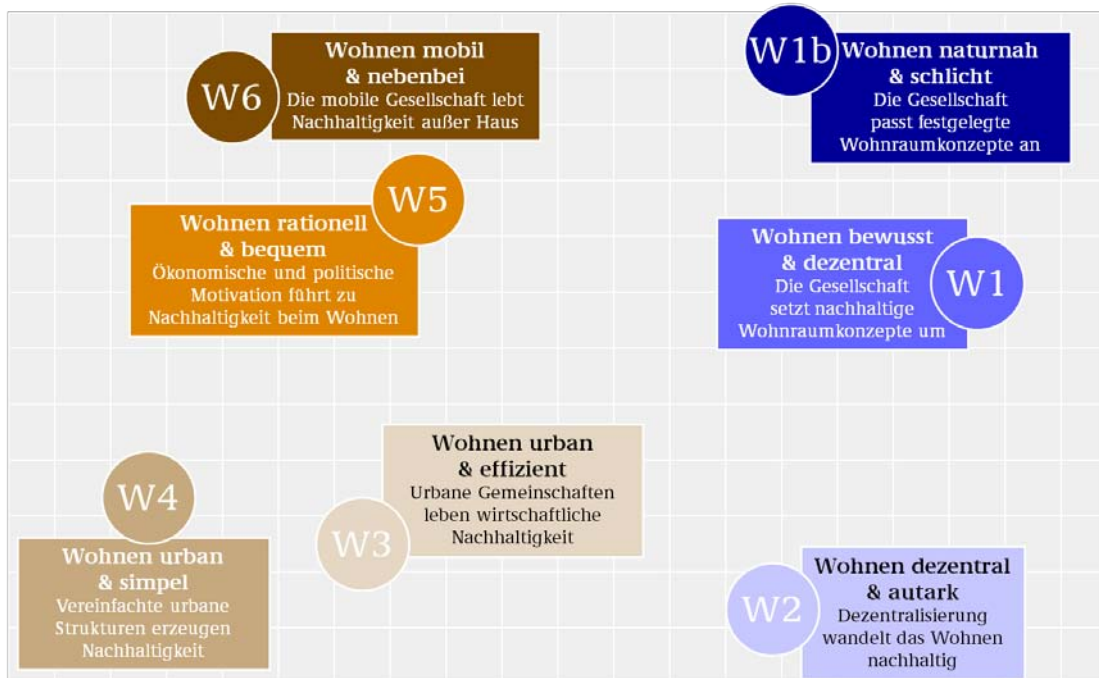 W6
Wohnen mobil
& nebenbei
Die mobile Gesellschaft lebt
Nachhaltigkeit außer Haus
W1b
Wohnen naturnah
& schlicht
Die Gesellschaft
passt festgelegte
Wohnraumkonzepte an
W5
Wohnen rationell
& bequem
Ökonomische und politische
Motivation führt zu
Nachhaltigkeit beim Wohnen
Wohnen bewusst
& dezentral
Die Gesellschaft
setzt nachhaltige
Wohnraumkonzepte um
W1
Wohnen urban
& effizient
Urbane Gemeinschaften
leben wirtschaftliche
Nachhaltigkeit
W3
W4
Wohnen urban
& simpel
Vereinfachte urbane
Strukturen erzeugen
Nachhaltigkeit
W2
Wohnen dezentral
& autark
Dezentralisierung
wandelt das Wohnen
nachhaltig